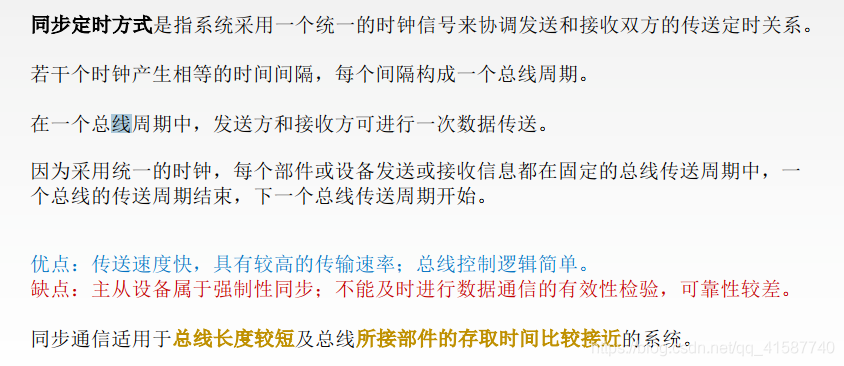 同步定时方式是指系统采用一个统一的时钟信号来协调发送和接收双方的传送定时关系。
若干个时钟产生相等的时间间隔，每个间隔构成一个总线周期。
在一个总线周期中，发送方和接收方可进行一次数据传送。
因为采用统一的时钟，每个部件或设备发送或接收信息都在固定的总线传送周期中，一
个总线的传送周期结束，下一个总线传送周期开始。
优点：传送速度快，具有较高的传输速率；总线控制逻辑简单。
缺点：主从设备属于强制性同步；不能及时进行数据通信的有效性检验，可靠性较差。
同步通信适用于总线长度较短及总线所接部件的存取时间比较接近的系统。
https://blog.csdn.net/qq_41587740